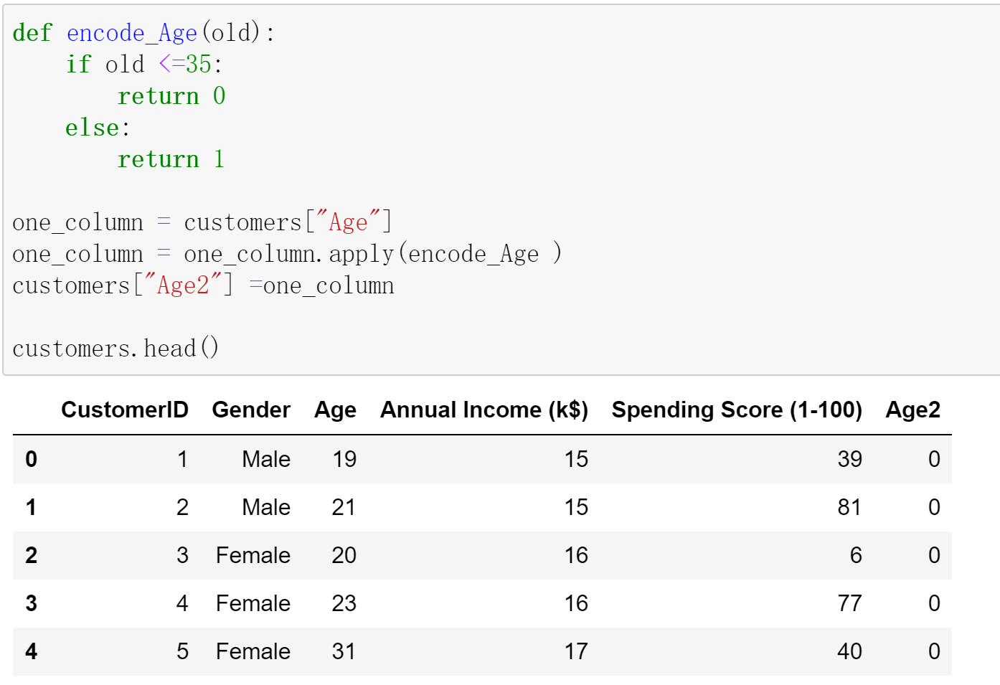 def encode_Age(old):
    if old <=35:
        return 0
    else:
        return 1

one_column = customers["Age"]
one_column = one_column.apply(encode_Age )
customers["Age2"] =one_column

customers.head()
CustomerID Gender Age Annual Income (k$) Spending Score (1-100) Age2
0 1 Male 19 15 39 0
1 2 Male 21 15 81 0
2 3 Female 20 16 6 0
3 4 Female 23 16 77 0
4 5 Female 31 17 40 0